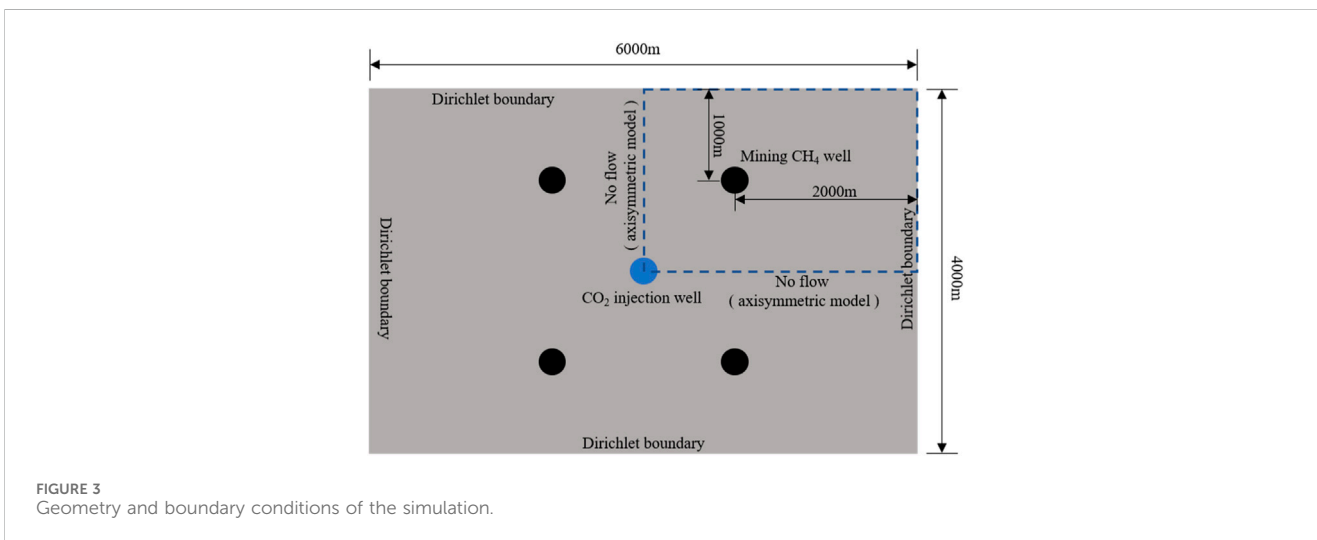 6000m
Dirichlet boundary
1000m
No flow
( axisymmetric model )
Mining CH₄ well
2000m
Dirichlet boundary
Dirichlet boundary
4000m
CO₂ injection well
No flow
( axisymmetric model )
Dirichlet boundary
FIGURE 3
Geometry and boundary conditions of the simulation.